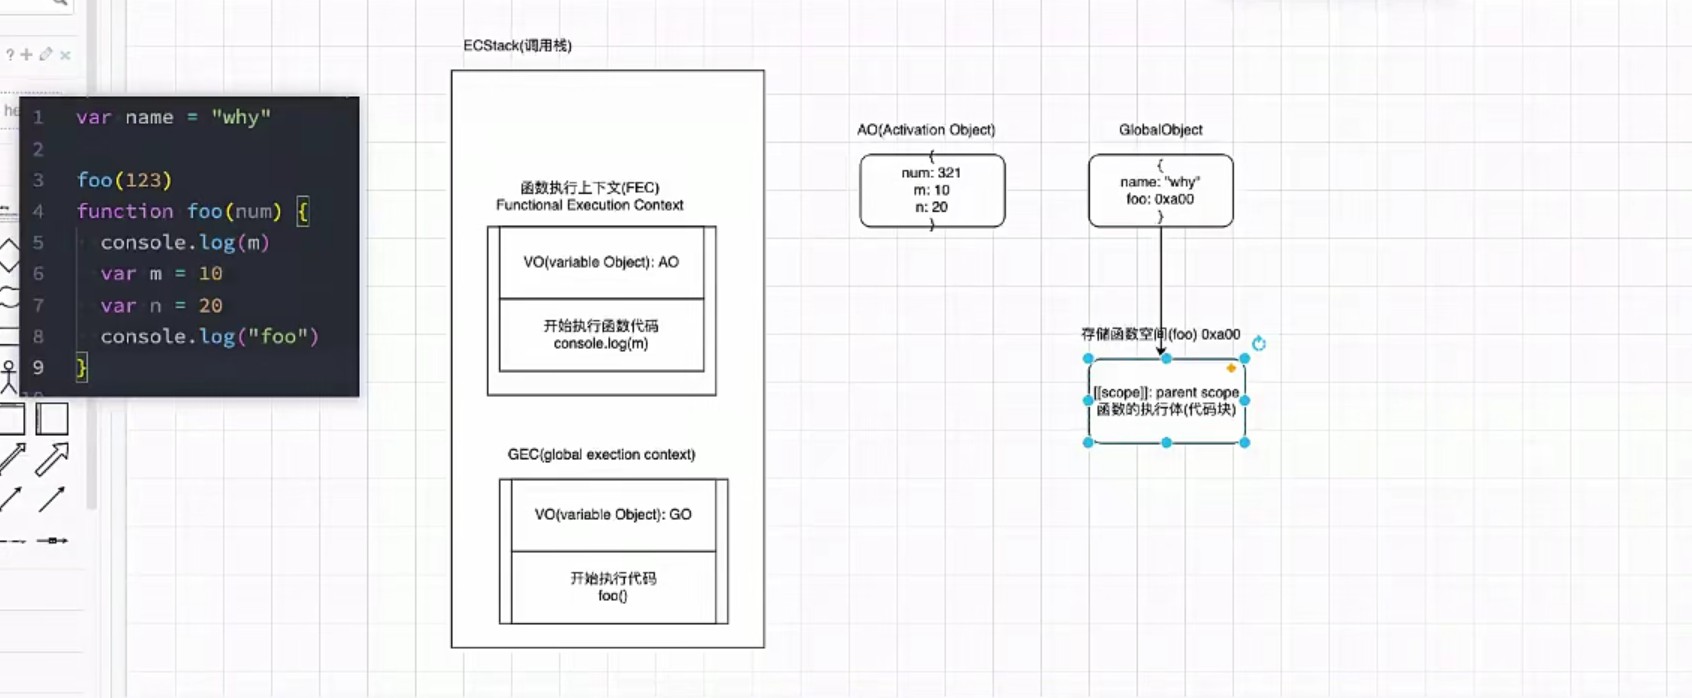 ECStack(调用栈)
? + ×
he
1 var name = "why"
2
3 foo(123)
4 function foo(num) {
5 console.log(m)
6 var m = 10
7 var n = 20
8 console.log("foo")
9 }
函数执行上下文(FEC)
Functional Execution Context
VO(variable Object): AO
开始执行函数代码
console.log(m)
GEC(global exection context)
VO(variable Object): GO
开始执行代码
foo()
AO(Activation Object)
{
num: 321
m: 10
n: 20
}
GlobalObject
{
name: "why"
foo: 0xa00
}
存储函数空间(foo) 0xa00
[[scope]]: parent scope
函数的执行体(代码块)